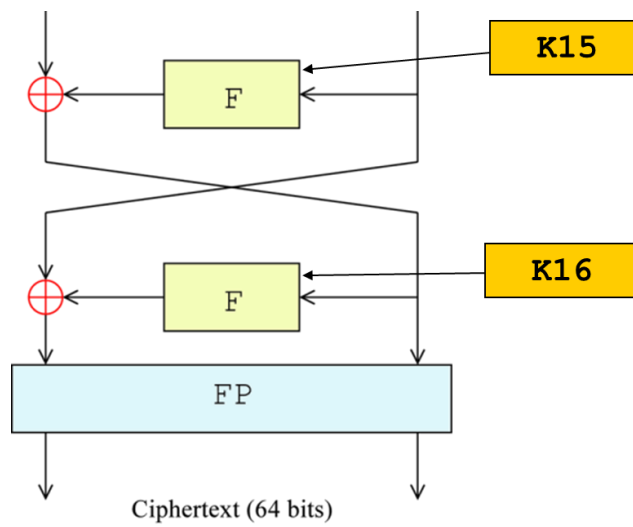 K15
F
K16
F
FP
Ciphertext (64 bits)